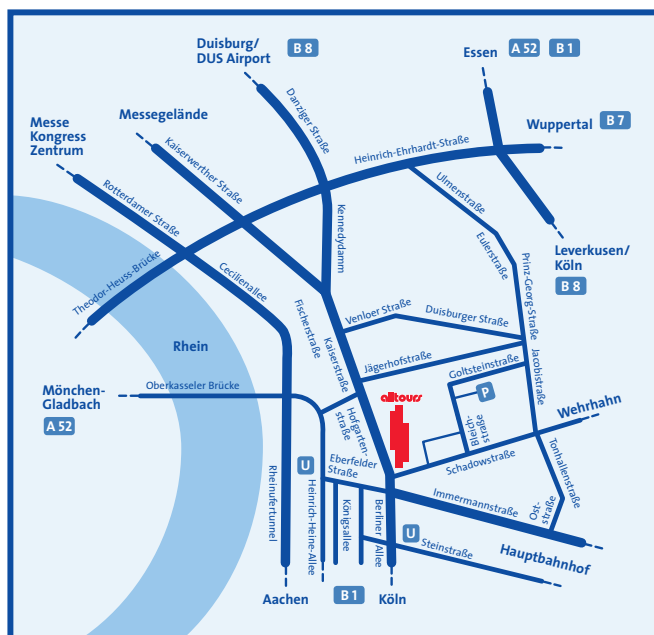 Duisburg/
DUS Airport
B 8
Essen
A 52
B 1
Messegelände
Wuppertal
B 7
Messe
Kongress
Zentrum
Danziger Straße
Kaiserwerther Straße
Heinrich-Ehrhardt-Straße
Rotterdamer Straße
Ulmenstraße
Kennedydamm
Eulerstraße
Leverkusen/
Köln
B 8
Theodor-Heuss-Brücke
Cecilienallee
Prinz-Georg-Straße
Fischerstraße
Venloer Straße
Duisburger Straße
Rhein
Kaiserstraße
Jägerhofstraße
Goltsteinstraße
Jacobistraße
Mönchen-
Gladbach
A 52
Oberkasseler Brücke
alltours
P
Wehrhahn
Hofgarten-
straße
Bleich-
straße
Eberfelder
Straße
Schadowstraße
Tonhallenstraße
U
Rheinufertunnel
Heinrich-Heine-Allee
Königsallee
Berliner Allee
Immermannstraße
Ost-
straße
U
Steinstraße
Hauptbahnhof
Aachen
B 1
Köln